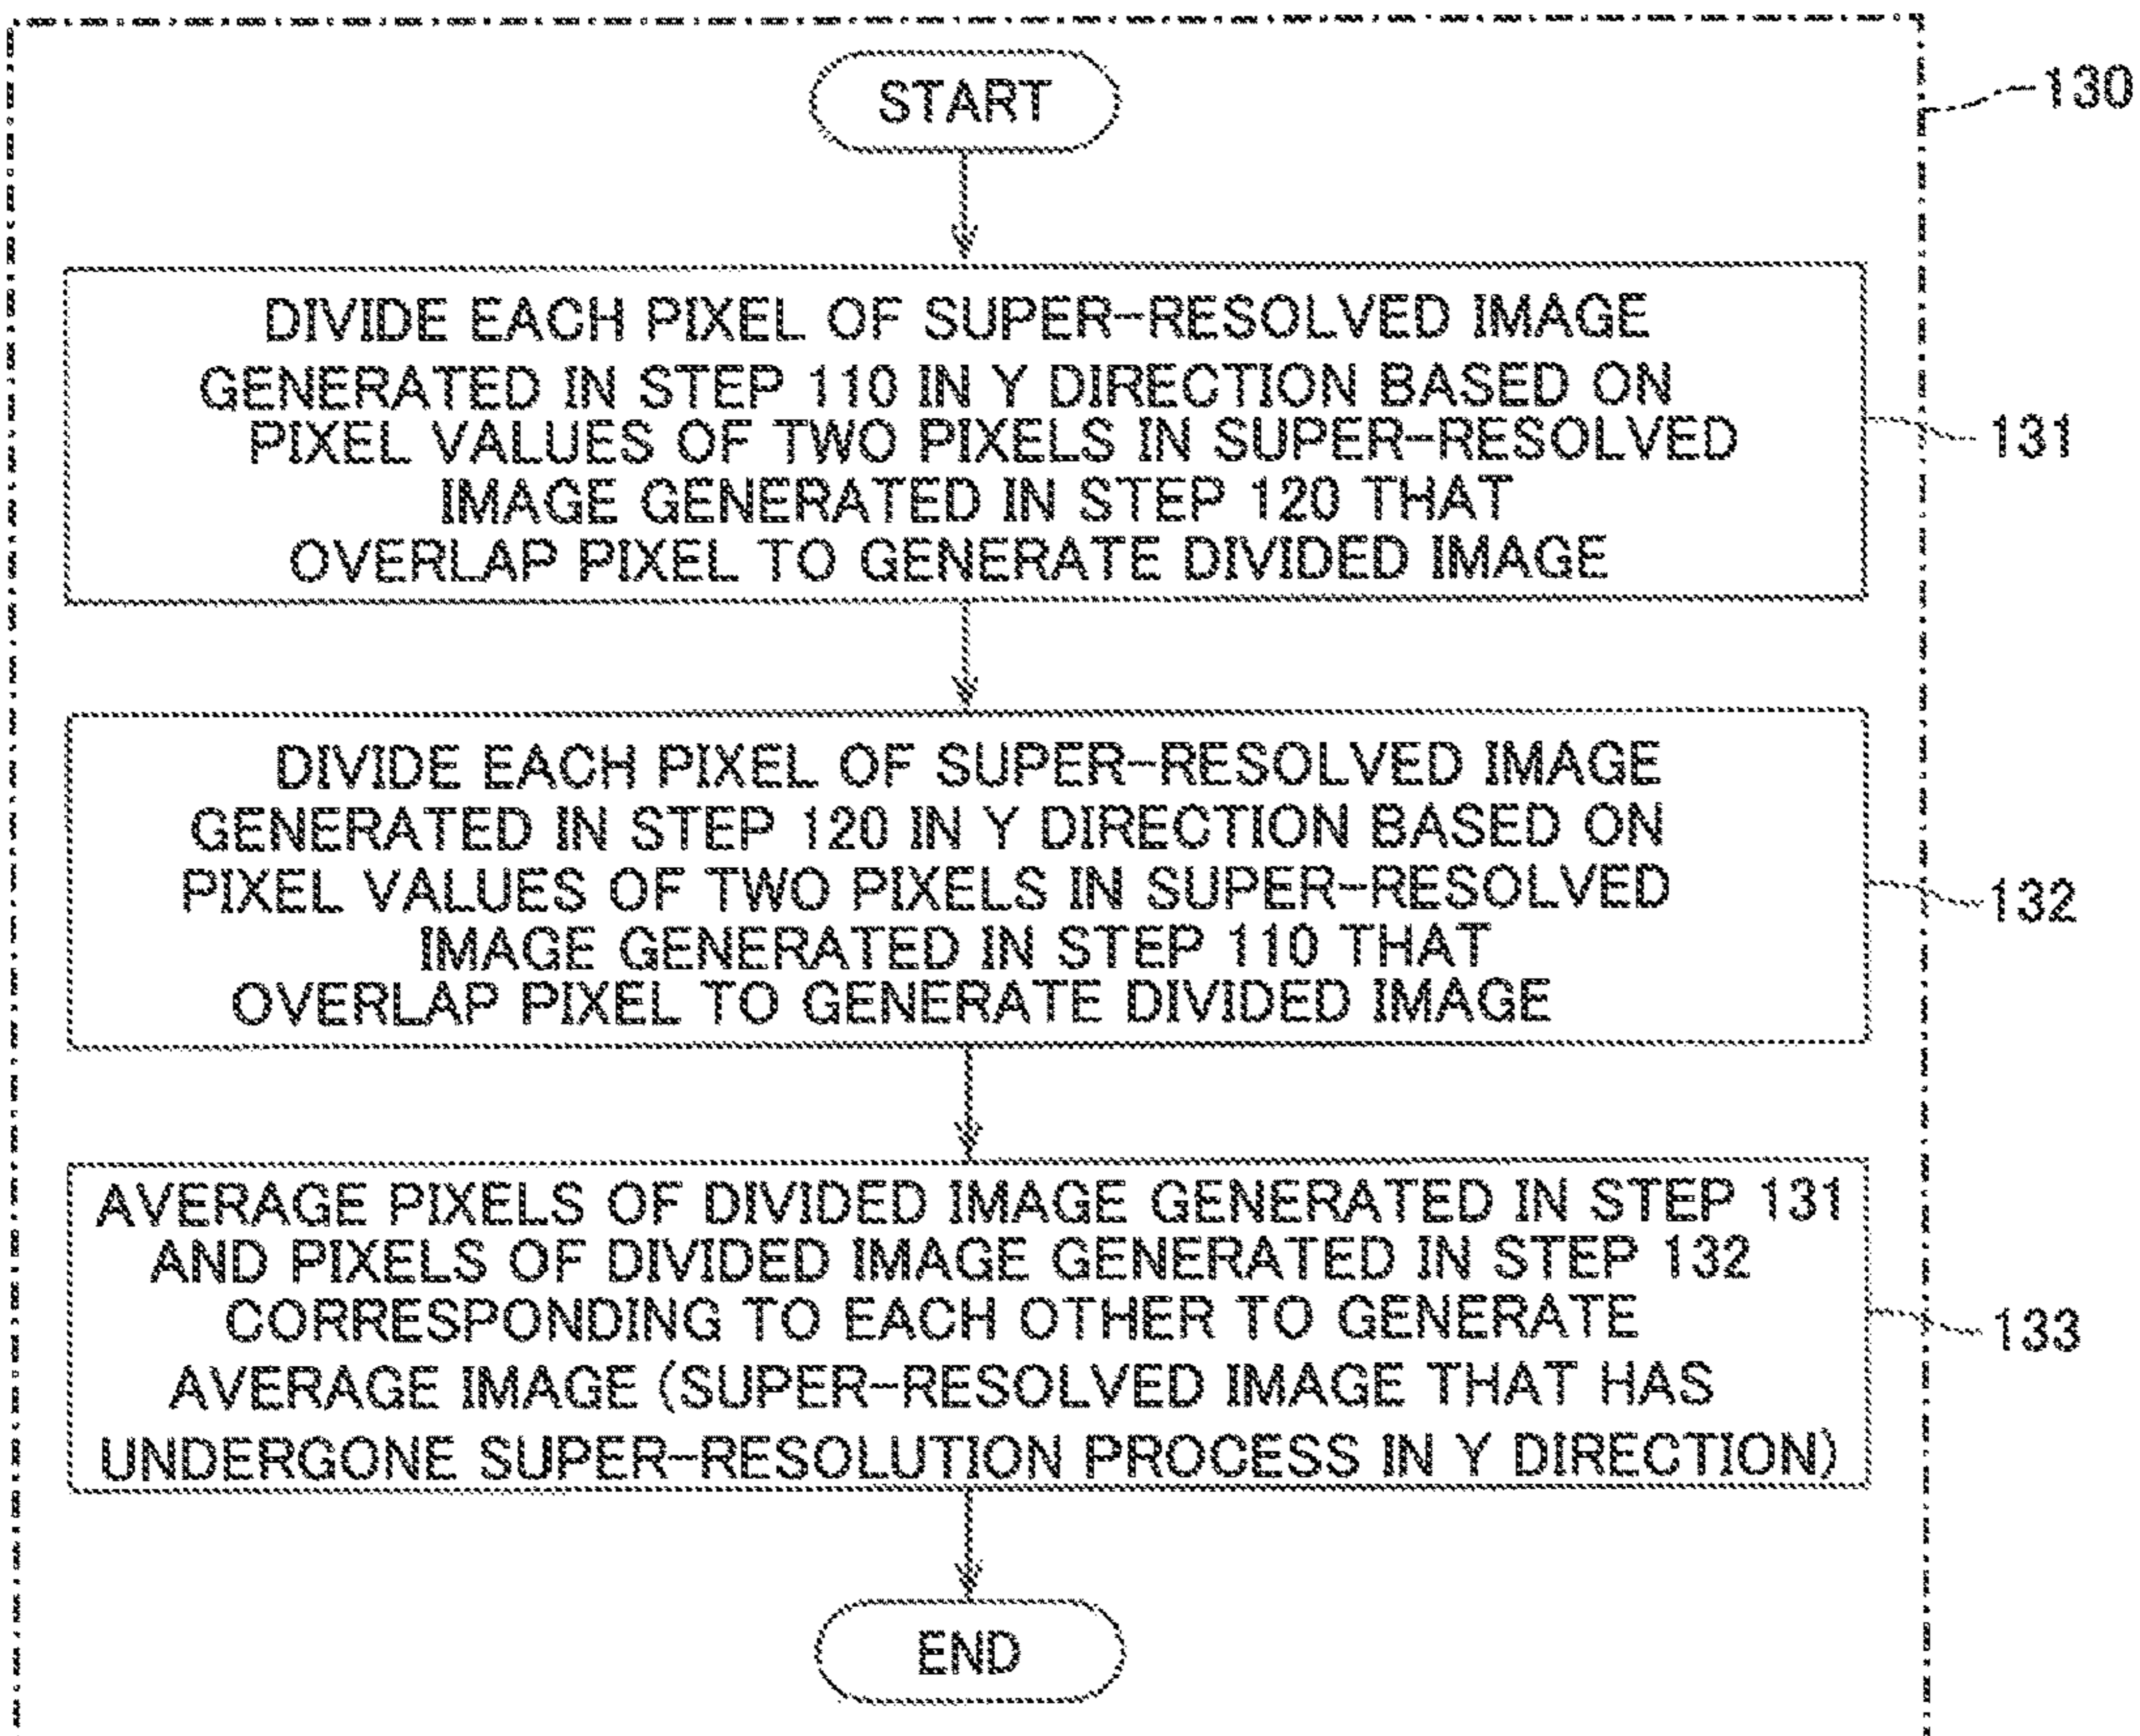 START
130
DIVIDE EACH PIXEL OF SUPER-RESOLVED IMAGE
GENERATED IN STEP 110 IN Y DIRECTION BASED ON
PIXEL VALUES OF TWO PIXELS IN SUPER-RESOLVED
IMAGE GENERATED IN STEP 120 THAT
OVERLAP PIXEL TO GENERATE DIVIDED IMAGE
131
DIVIDE EACH PIXEL OF SUPER-RESOLVED IMAGE
GENERATED IN STEP 120 IN Y DIRECTION BASED ON
PIXEL VALUES OF TWO PIXELS IN SUPER-RESOLVED
IMAGE GENERATED IN STEP 110 THAT
OVERLAP PIXEL TO GENERATE DIVIDED IMAGE
132
AVERAGE PIXELS OF DIVIDED IMAGE GENERATED IN STEP 131
AND PIXELS OF DIVIDED IMAGE GENERATED IN STEP 132
CORRESPONDING TO EACH OTHER TO GENERATE
AVERAGE IMAGE (SUPER-RESOLVED IMAGE THAT HAS
UNDERGONE SUPER-RESOLUTION PROCESS IN Y DIRECTION)
133
END